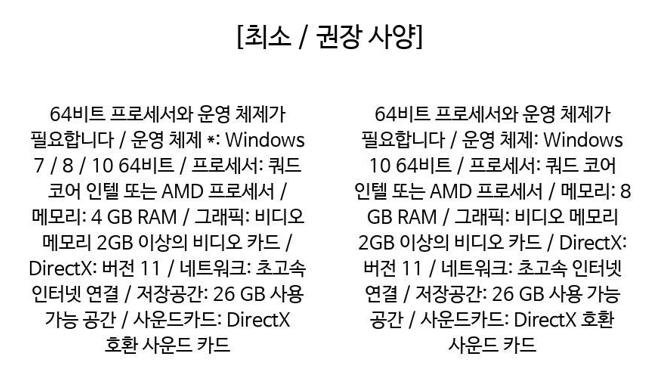 [최소 / 권장 사양]
64비트 프로세서와 운영 체제가
필요합니다 / 운영 체제 *: Windows
7 / 8 / 10 64비트 / 프로세서: 쿼드
코어 인텔 또는 AMD 프로세서 /
메모리: 4 GB RAM / 그래픽: 비디오
메모리 2GB 이상의 비디오 카드 /
DirectX: 버전 11 / 네트워크: 초고속
인터넷 연결 / 저장공간: 26 GB 사용
가능 공간 / 사운드카드: DirectX
호환 사운드 카드
64비트 프로세서와 운영 체제가
필요합니다 / 운영 체제: Windows
10 64비트 / 프로세서: 쿼드 코어
인텔 또는 AMD 프로세서 / 메모리: 8
GB RAM / 그래픽: 비디오 메모리
2GB 이상의 비디오 카드 / DirectX:
버전 11 / 네트워크: 초고속 인터넷
연결 / 저장공간: 26 GB 사용 가능
공간 / 사운드카드: DirectX 호환
사운드 카드